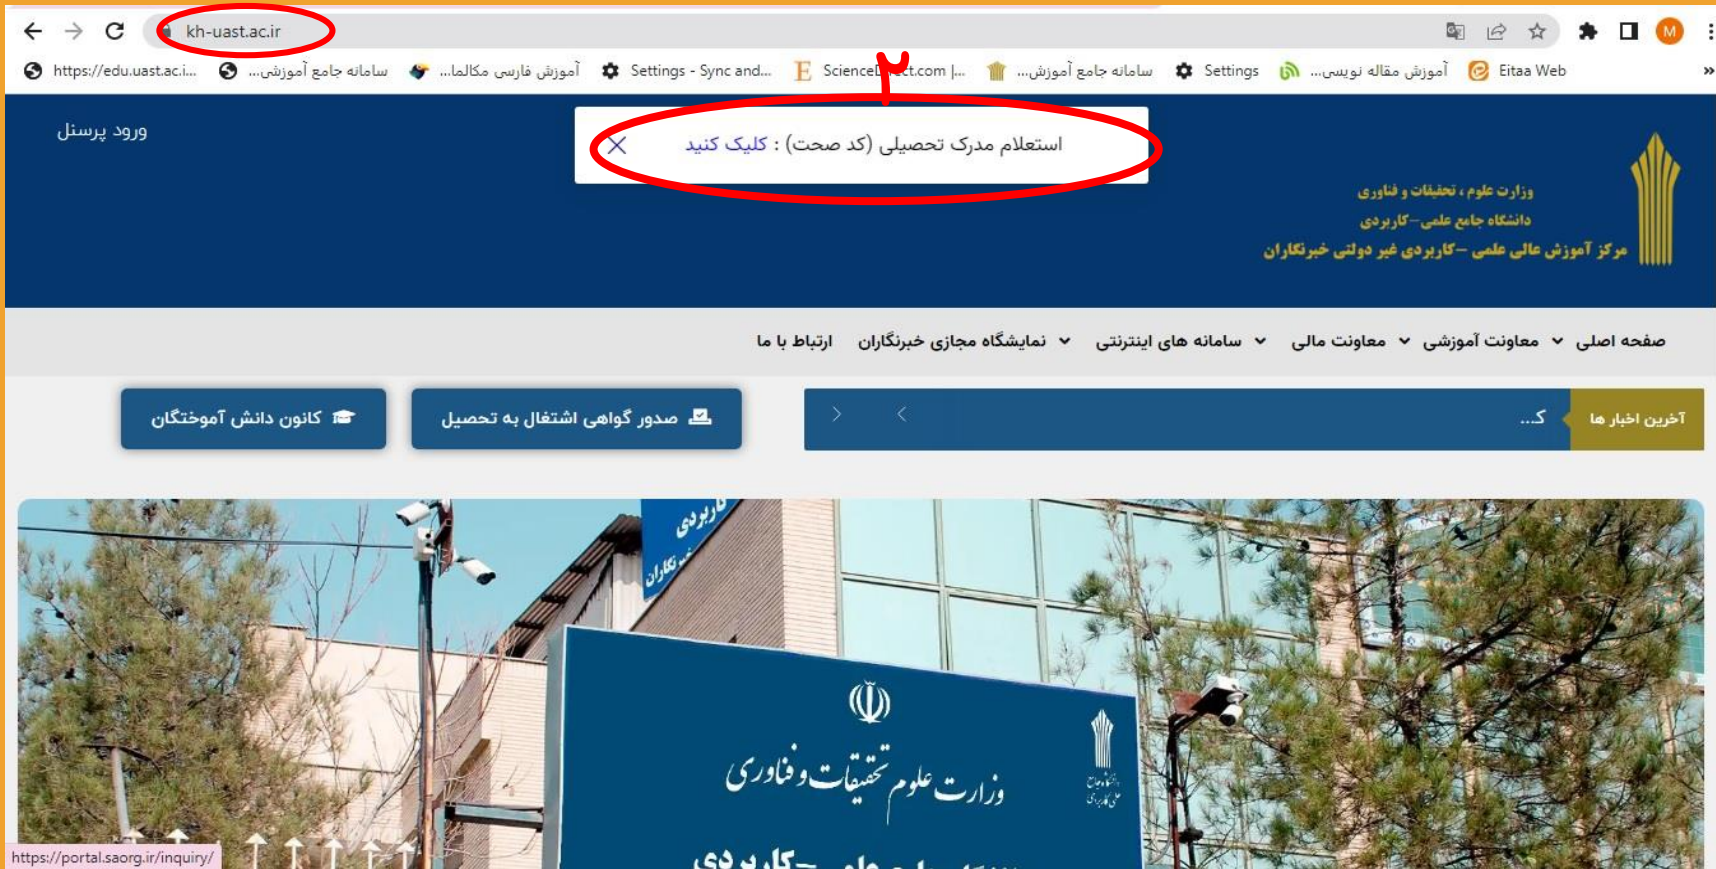 kh-uast.ac.ir
M
https://edu.uast.ac.i...
سامانه جامع آموزشی...
آموزش فارسی مکالما...
Settings - Sync and...
سامانه جامع آموزش...
Settings
آموزش مقاله نویسی...
Eitaa Web
»
۲
ورود پرسنل
استعلام مدرک تحصیلی (کد صحت) : کلیک کنید
وزارت علوم ، تحقیقات و فناوری
دانشگاه جامع علمی–کاربردی
مرکز آموزش عالی علمی –کاربردی غیر دولتی خبرنگاران
صفحه اصلی معاونت آموزشی معاونت مالی سامانه های اینترنتی نمایشگاه مجازی خبرنگاران ارتباط با ما
آخرین اخبار ها
ک...
صدور گواهی اشتغال به تحصیل
کانون دانش آموختگان
کاربردی
خبرنگاران
وزارت علوم تحقیقات و فناوری
علمی –کاربردی
https://portal.saorg.ir/inquiry/